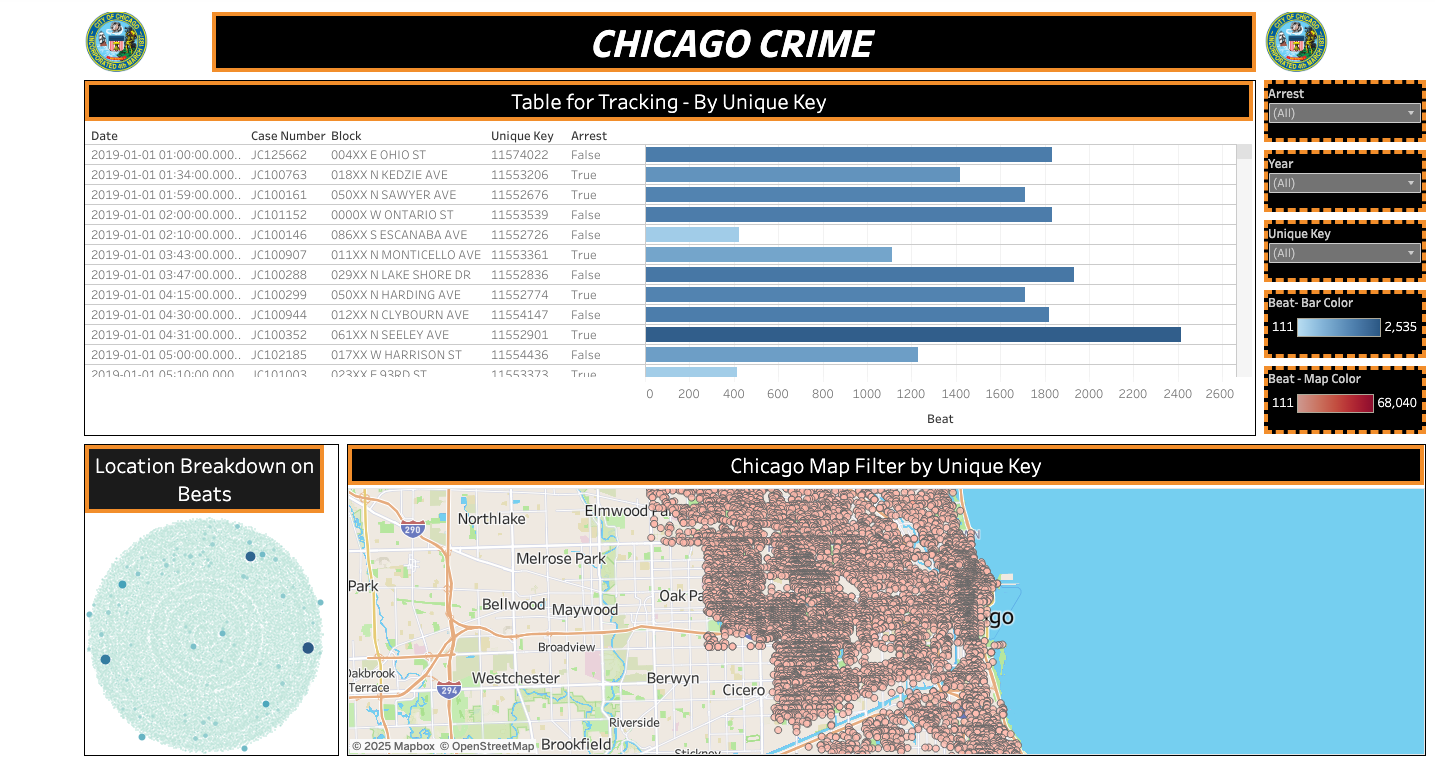 CHICAGO CRIME
Table for Tracking - By Unique Key
Date Case Number Block Unique Key Arrest
2019-01-01 01:00:00.000.. JC125662 004XX E OHIO ST 11574022 False
2019-01-01 01:34:00.000.. JC100763 018XX N KEDZIE AVE 11553206 True
2019-01-01 01:59:00.000.. JC100161 050XX N SAWYER AVE 11552676 True
2019-01-01 02:00:00.000.. JC101152 0000X W ONTARIO ST 11553539 False
2019-01-01 02:10:00.000.. JC100146 086XX S ESCANABA AVE 11552726 False
2019-01-01 03:43:00.000.. JC100907 011XX N MONTICELLO AVE 11553361 True
2019-01-01 03:47:00.000.. JC100288 029XX N LAKE SHORE DR 11552836 False
2019-01-01 04:15:00.000.. JC100299 050XX N HARDING AVE 11552774 True
2019-01-01 04:30:00.000.. JC100944 012XX N CLYBOURN AVE 11554147 False
2019-01-01 04:31:00.000.. JC100352 061XX N SEELEY AVE 11552901 True
2019-01-01 05:00:00.000.. JC102185 017XX W HARRISON ST 11554436 False
2019-01-01 05:10:00.000.. JC101003 023XX E 93RD ST 11553373 True
0 200 400 600 800 1000 1200 1400 1600 1800 2000 2200 2400 2600
Beat
Arrest
(All)
Year
(All)
Unique Key
(All)
Beat- Bar Color
111 2,535
Beat - Map Color
111 68,040
Location Breakdown on
Beats
Chicago Map Filter by Unique Key
Elmwood
Northlake
290
Melrose Park
Park
Oak
Bellwood
Maywood
go
Broadview
Oakbrook
Terrace
294
Westchester
Berwyn
Cicero
Riverside
Brookfield
Stickney
© 2025 Mapbox © OpenStreetMap